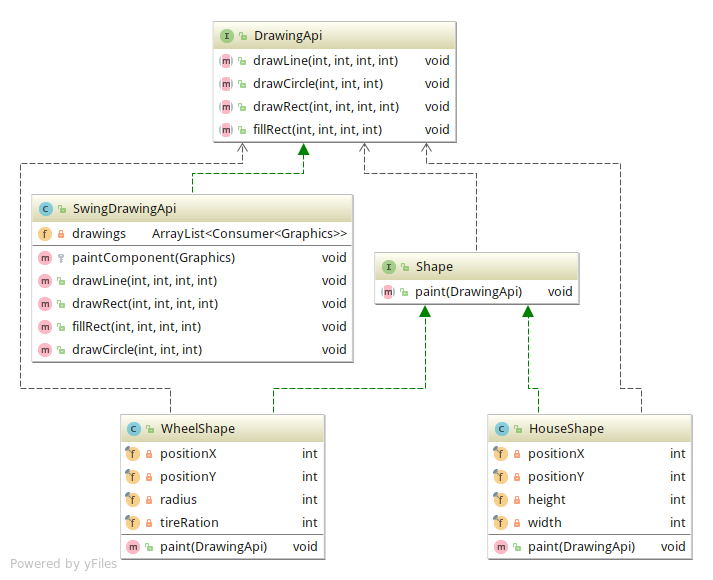 DrawingApi
drawLine(int, int, int, int) void
drawCircle(int, int, int) void
drawRect(int, int, int, int) void
fillRect(int, int, int, int) void
SwingDrawingApi
drawings ArrayList<Consumer<Graphics>>
paintComponent(Graphics) void
drawLine(int, int, int, int) void
drawRect(int, int, int, int) void
fillRect(int, int, int, int) void
drawCircle(int, int, int) void
Shape
paint(DrawingApi) void
WheelShape
positionX int
positionY int
radius int
tireRation int
paint(DrawingApi) void
HouseShape
positionX int
positionY int
height int
width int
paint(DrawingApi) void
Powered by yFiles